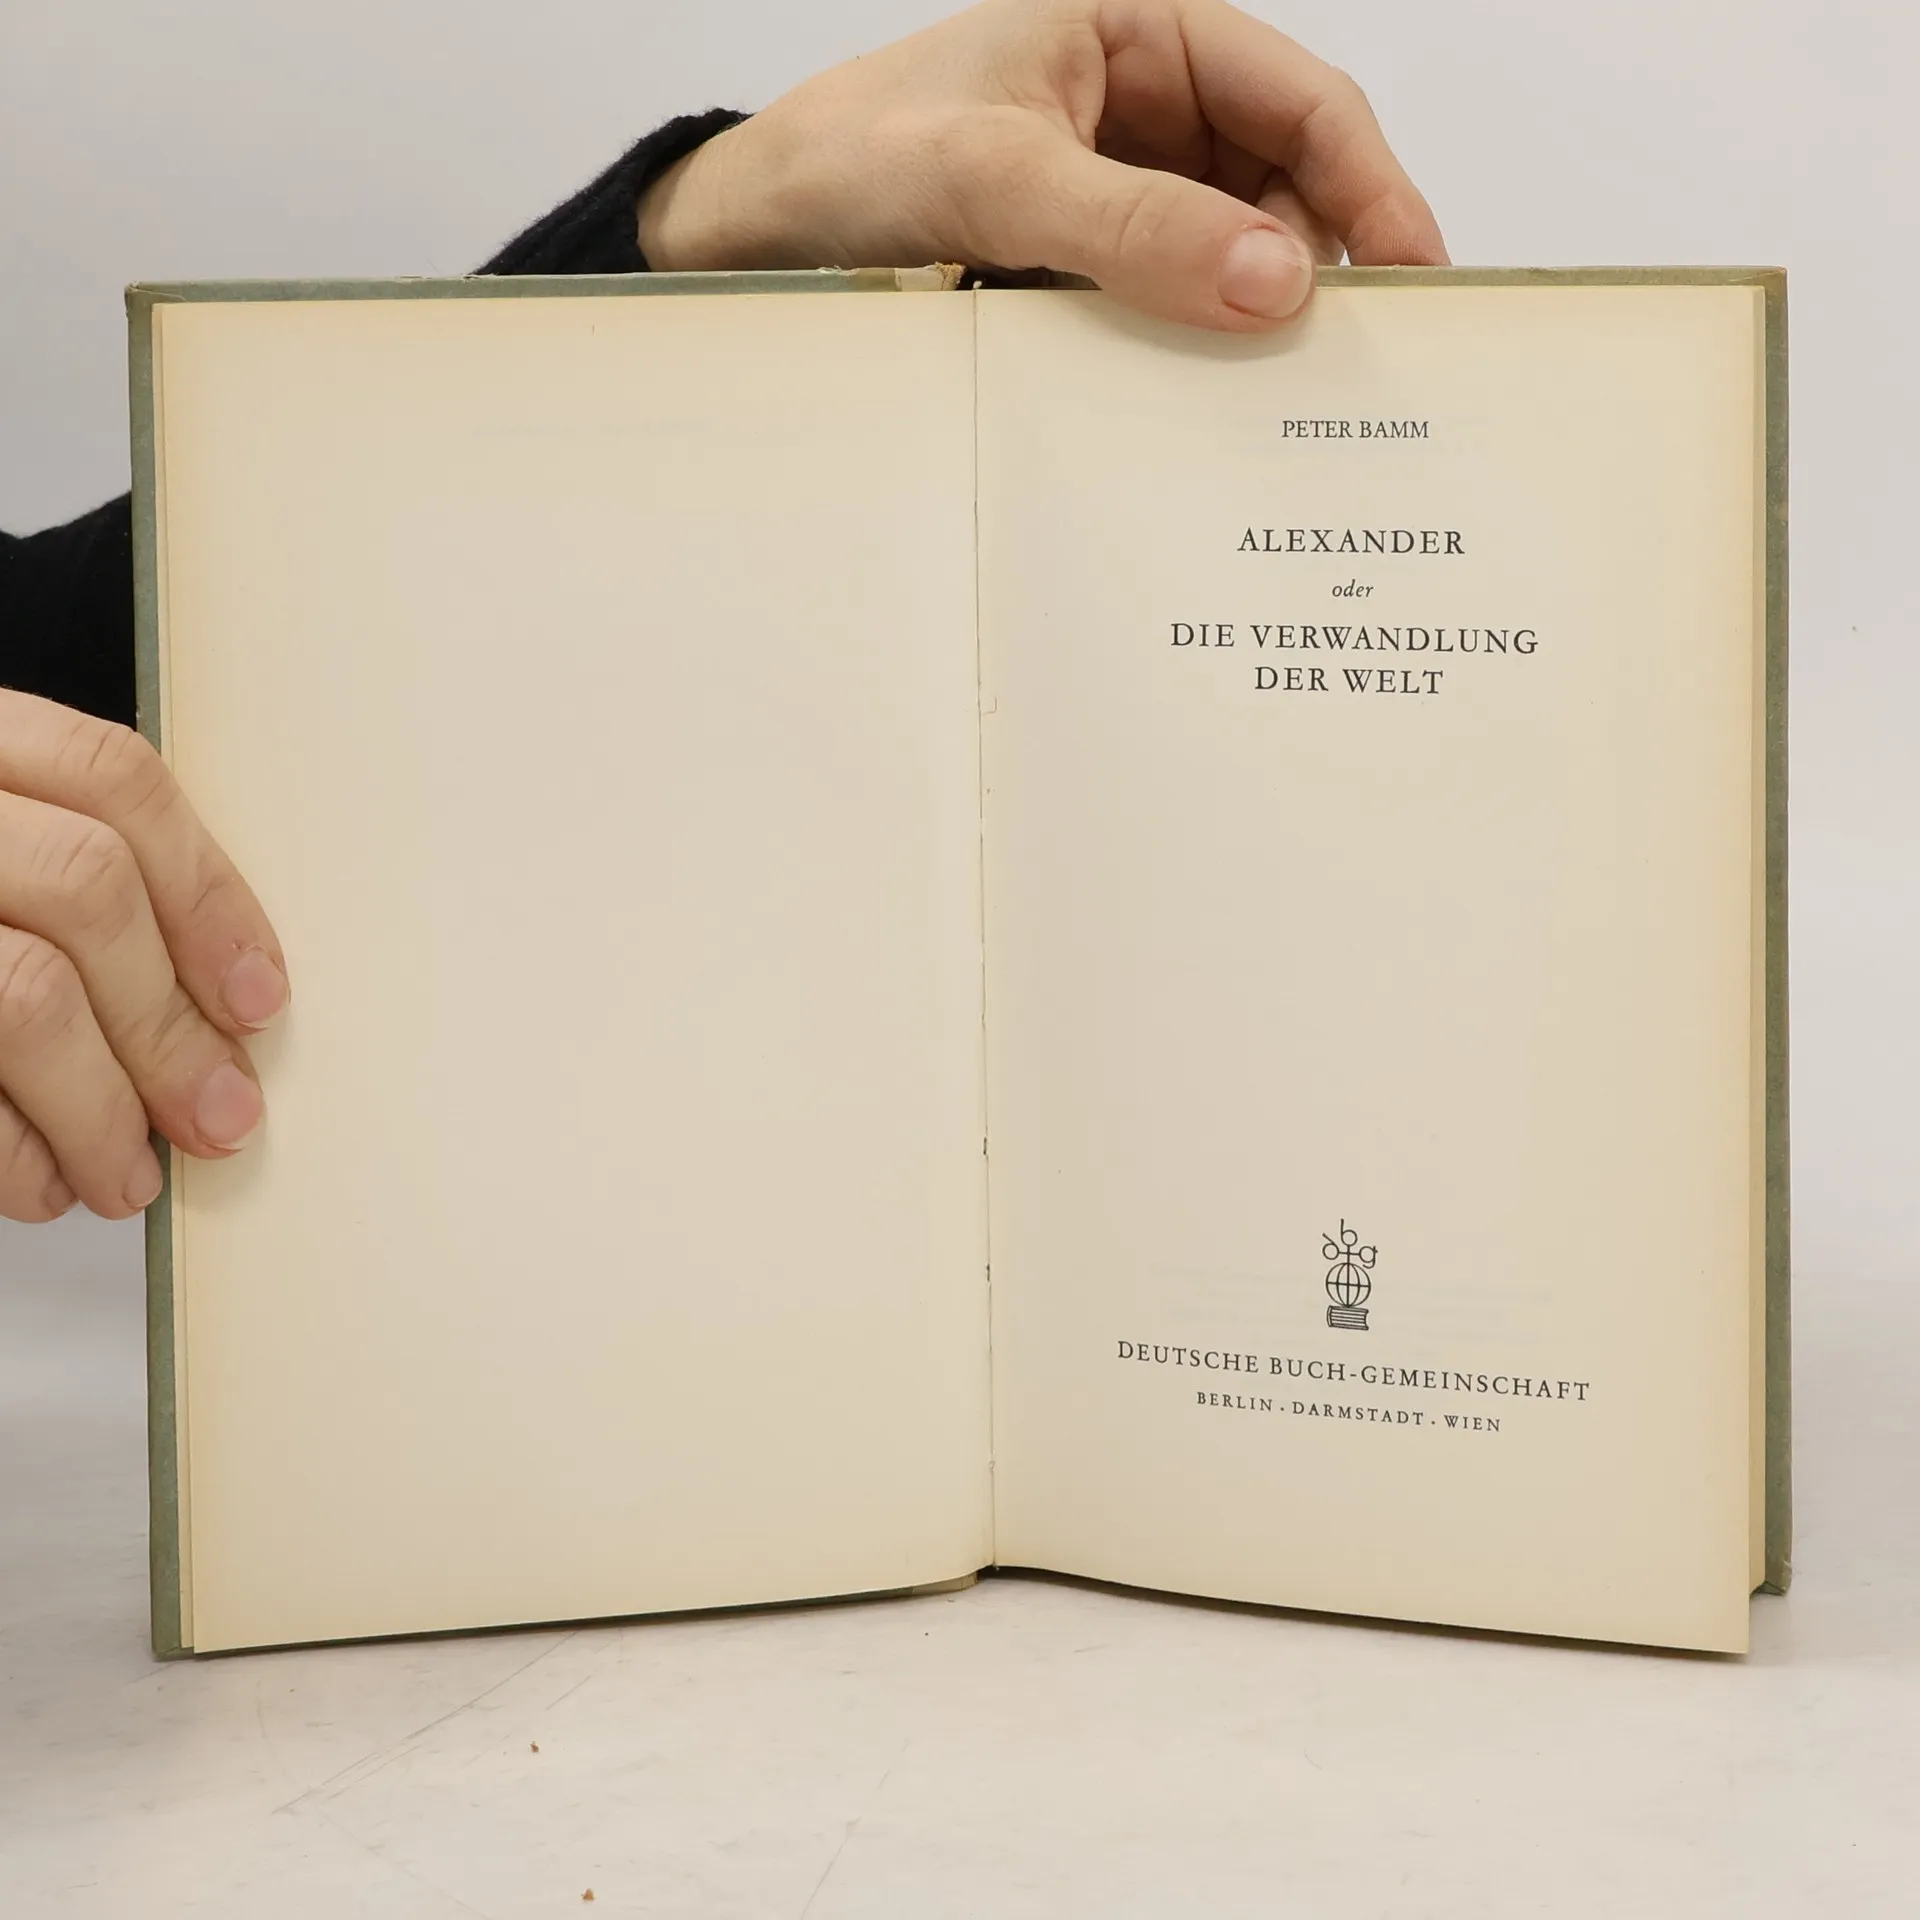 PETER BAMM
ALEXANDER
oder
DIE VERWANDLUNG
DER WELT
dbg
DEUTSCHE BUCH-GEMEINSCHAFT
BERLIN · DARMSTADT · WIEN